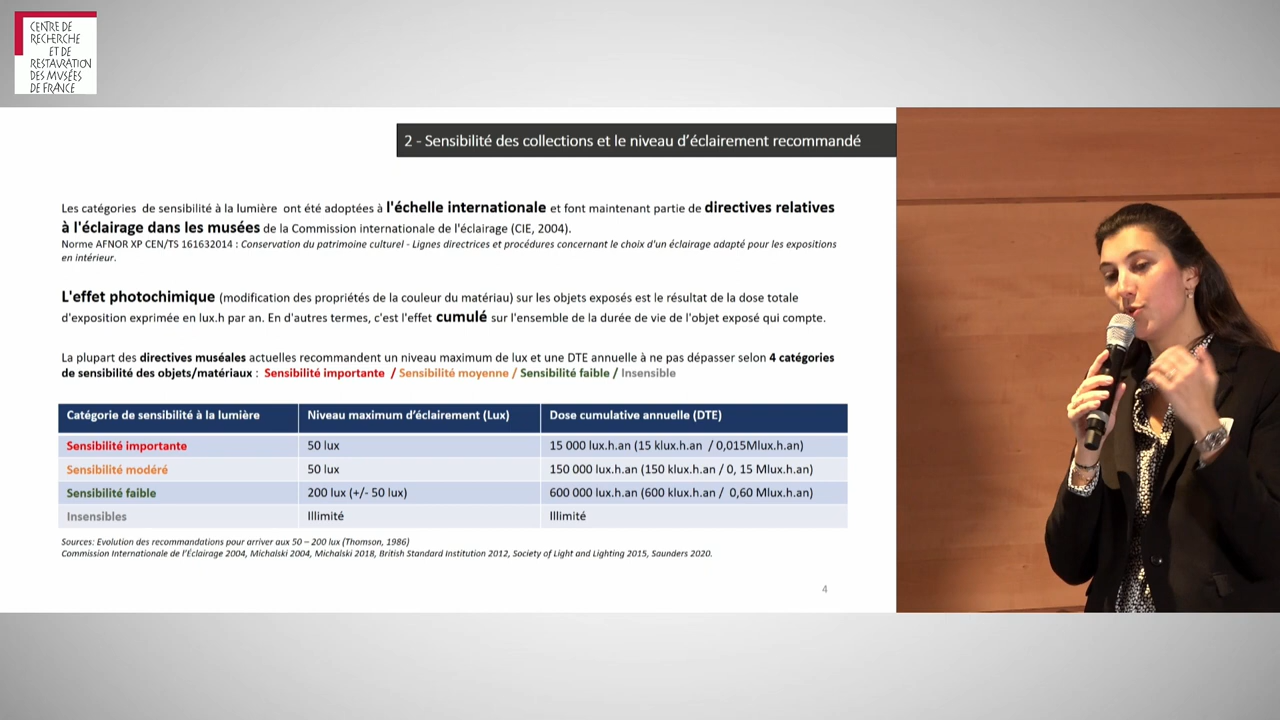 CENTRE DE
RECHERCHE
ET DE
RESTAURATION
DES MUSÉES
DE FRANCE
2 - Sensibilité des collections et le niveau d'éclairement recommandé
Les catégories de sensibilité à la lumière ont été adoptées à l'échelle internationale et font maintenant partie de directives relatives
à l'éclairage dans les musées de la Commission internationale de l'éclairage (CIE, 2004).
Norme AFNOR XP CEN/TS 161632014 : Conservation du patrimoine culturel - Lignes directrices et procédures concernant le choix d'un éclairage adapté pour les expositions
en intérieur.
L'effet photochimique (modification des propriétés de la couleur du matériau) sur les objets exposés est le résultat de la dose totale
d'exposition exprimée en lux.h par an. En d'autres termes, c'est l'effet cumulé sur l'ensemble de la durée de vie de l'objet exposé qui compte.
La plupart des directives muséales actuelles recommandent un niveau maximum de lux et une DTE annuelle à ne pas dépasser selon 4 catégories
de sensibilité des objets/matériaux : Sensibilité importante / Sensibilité moyenne / Sensibilité faible / Insensible
Catégorie de sensibilité à la lumière Niveau maximum d'éclairement (Lux) Dose cumulative annuelle (DTE)
Sensibilité importante 50 lux 15 000 lux.h.an (15 klux.h.an / 0,015Mlux.h.an)
Sensibilité modéré 50 lux 150 000 lux.h.an (150 klux.h.an / 0, 15 Mlux.h.an)
Sensibilité faible 200 lux (+/- 50 lux) 600 000 lux.h.an (600 klux.h.an / 0,60 Mlux.h.an)
Insensibles Illimité Illimité
Sources: Evolution des recommandations pour arriver aux 50 – 200 lux (Thomson, 1986)
Commission Internationale de l'Éclairage 2004, Michalski 2004, Michalski 2018, British Standard Institution 2012, Society of Light and Lighting 2015, Saunders 2020.
4